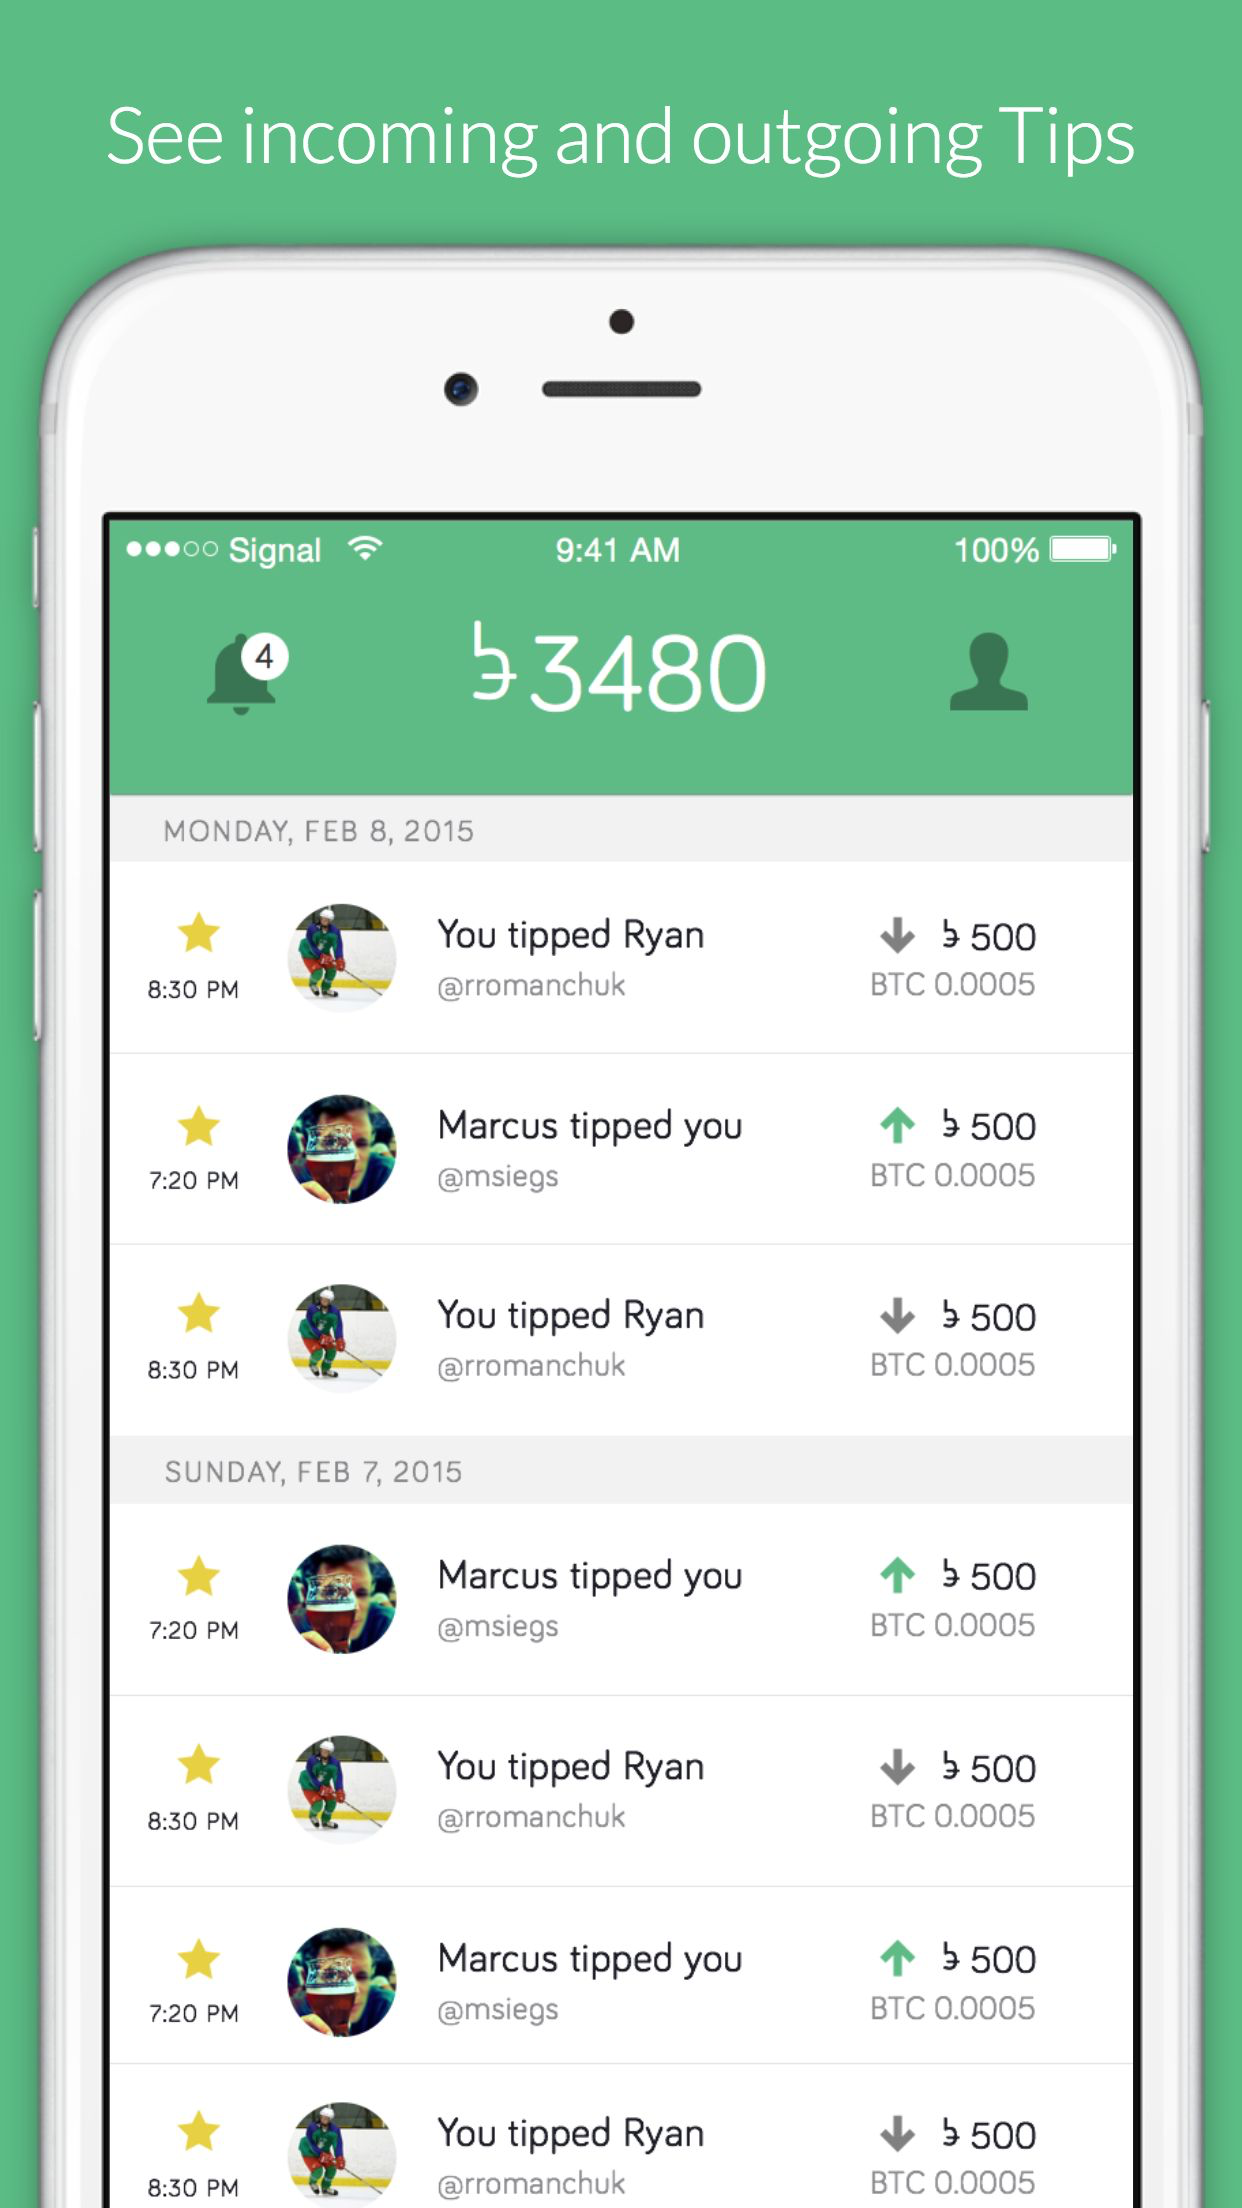 See incoming and outgoing Tips
Signal 9:41 AM 100%
4 ƀ3480
MONDAY, FEB 8, 2015
You tipped Ryan ƀ 500
8:30 PM @rromanchuk BTC 0.0005
Marcus tipped you ƀ 500
7:20 PM @msiegs BTC 0.0005
You tipped Ryan ƀ 500
8:30 PM @rromanchuk BTC 0.0005
SUNDAY, FEB 7, 2015
Marcus tipped you ƀ 500
7:20 PM @msiegs BTC 0.0005
You tipped Ryan ƀ 500
8:30 PM @rromanchuk BTC 0.0005
Marcus tipped you ƀ 500
7:20 PM @msiegs BTC 0.0005
You tipped Ryan ƀ 500
8:30 PM @rromanchuk BTC 0.0005